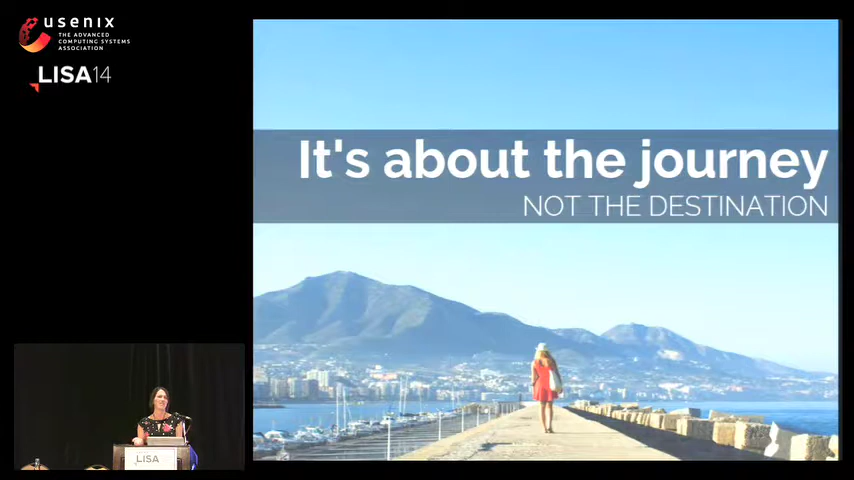 usenix
THE ADVANCED
COMPUTING SYSTEMS
ASSOCIATION
LISA14
It's about the journey
NOT THE DESTINATION
LISA